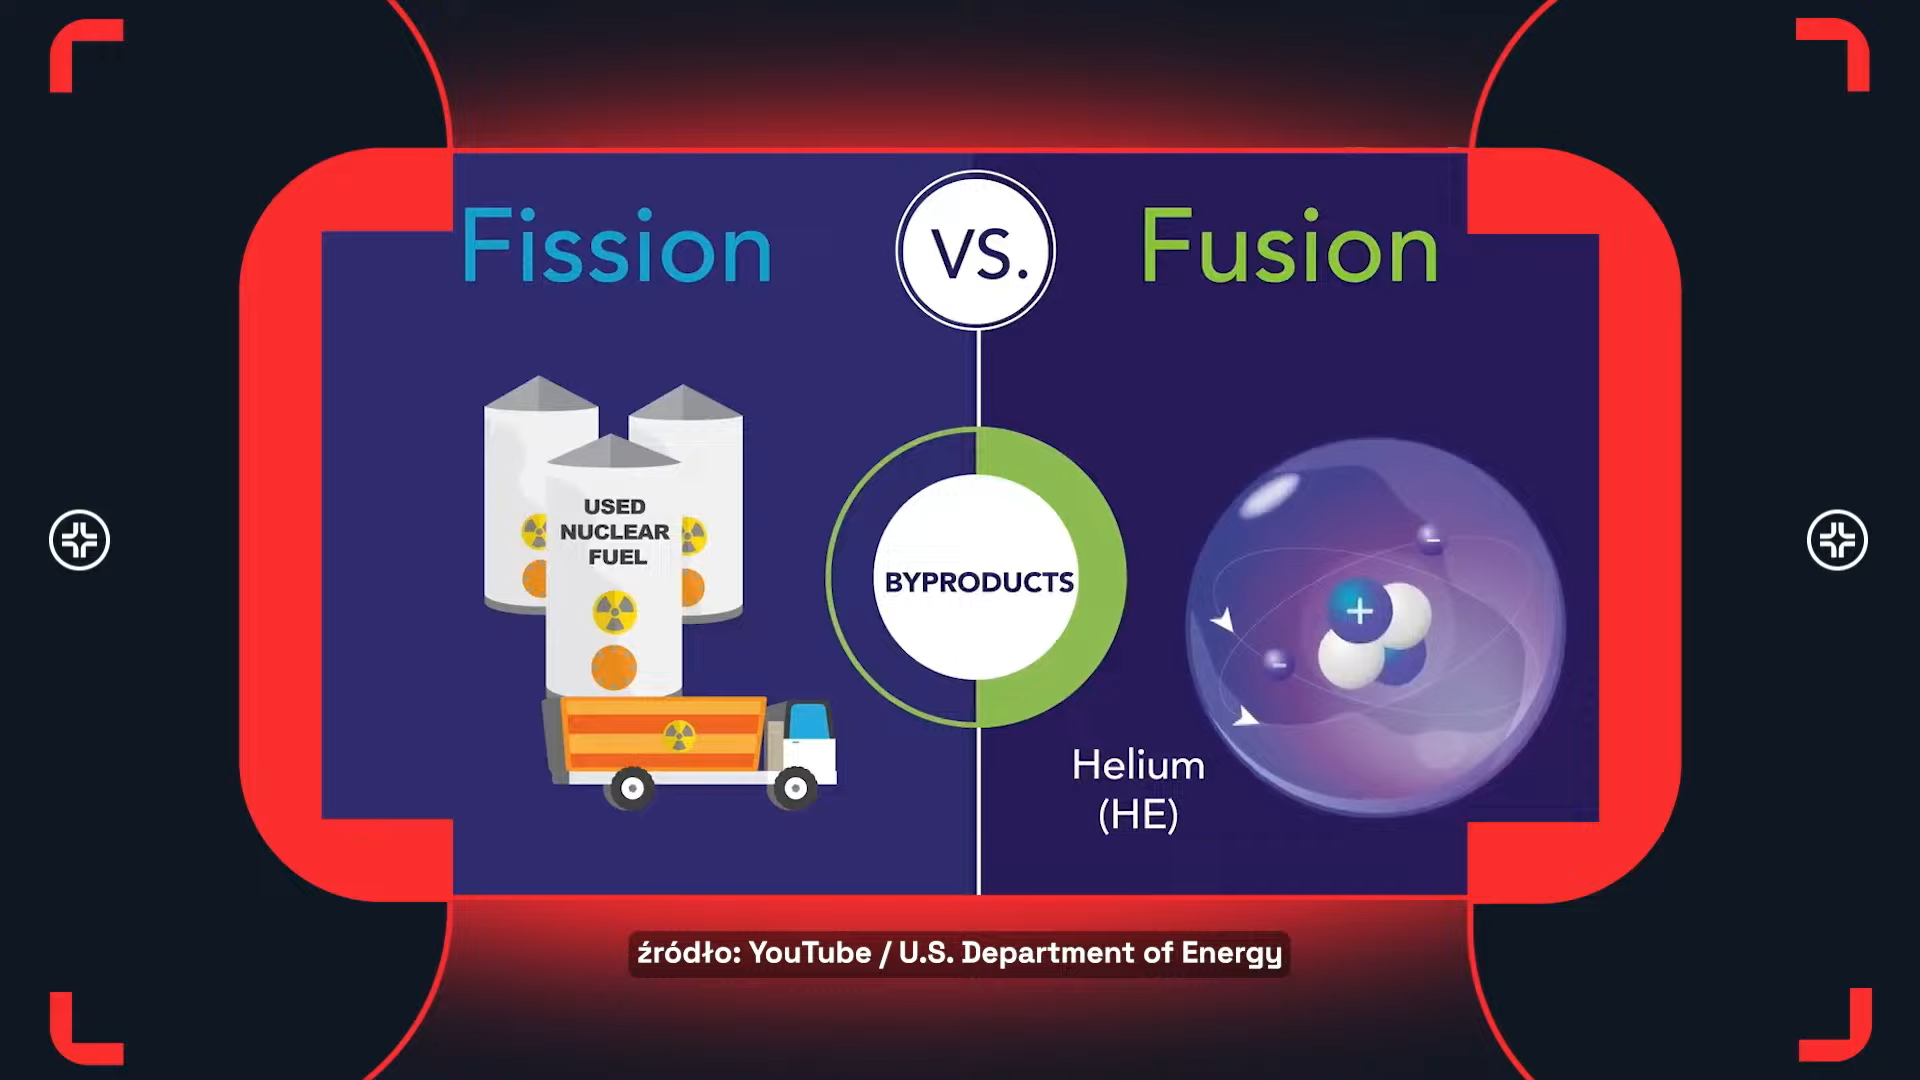 Fission
VS.
Fusion
USED
NUCLEAR
FUEL
BYPRODUCTS
Helium
(HE)
źródło: YouTube / U.S. Department of Energy